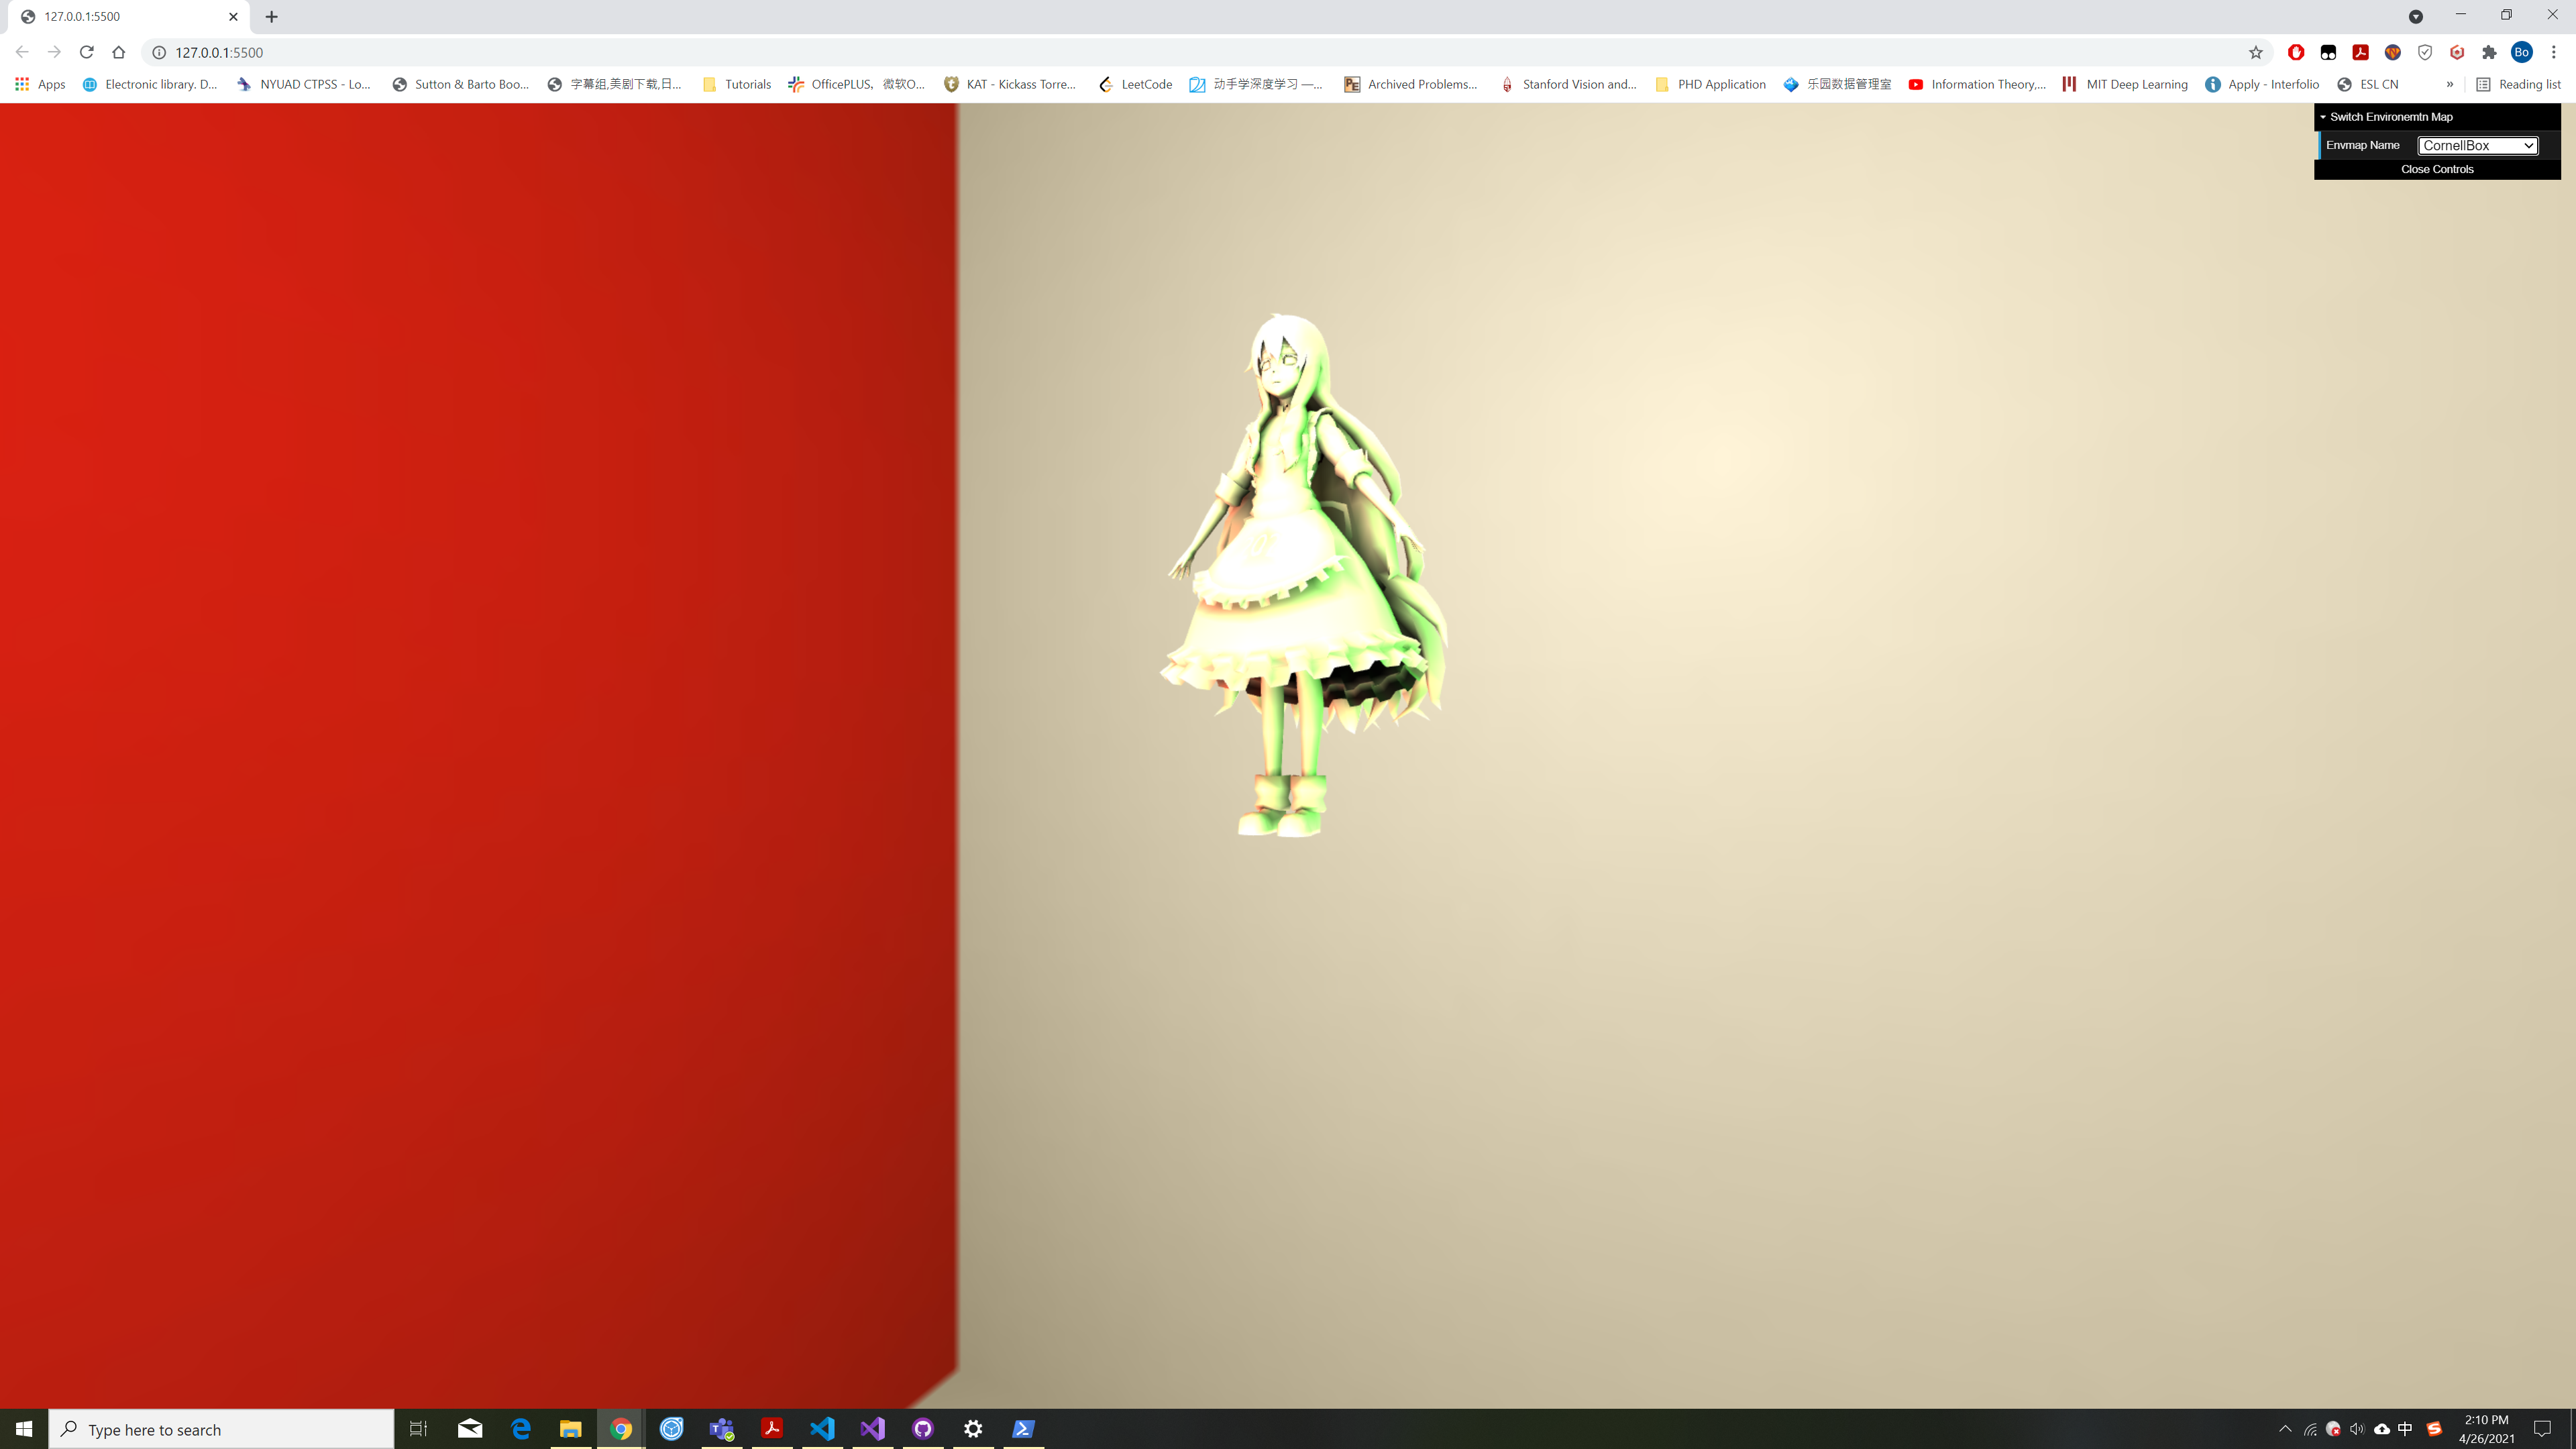 127.0.0.1:5500
127.0.0.1:5500
Bo
Apps
Electronic library. D...
NYUAD CTPSS - Lo...
Sutton & Barto Boo...
字幕组,美剧下载,日...
Tutorials
OfficePLUS，微软O...
KAT - Kickass Torre...
LeetCode
动手学深度学习 —...
Archived Problems...
Stanford Vision and...
PHD Application
乐园数据管理室
Information Theory,...
MIT Deep Learning
Apply - Interfolio
ESL CN
»
Reading list
Switch Environemtn Map
Envmap Name CornellBox
Close Controls
Type here to search
中
2:10 PM
4/26/2021